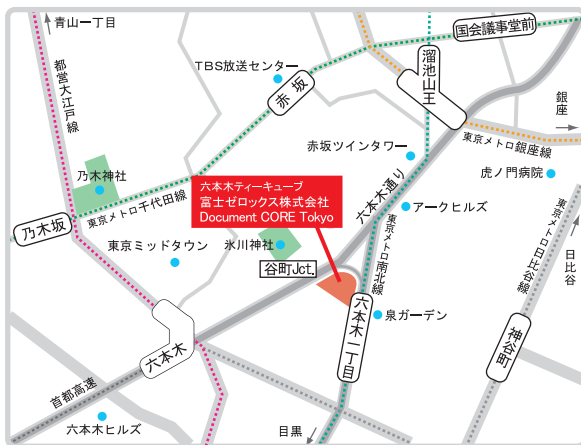 青山一丁目
国会議事堂前
都営大江戸線
TBS放送センター
溜池山王
赤坂
銀座
東京メトロ銀座線
赤坂ツインタワー
虎ノ門病院
乃木神社
六本木ティーキューブ
富士ゼロックス株式会社
Document CORE Tokyo
六本木通り
東京メトロ千代田線
アークヒルズ
乃木坂
東京ミッドタウン
氷川神社
東京メトロ南北線
東京メトロ日比谷線
日比谷
谷町Jct.
六本木一丁目
泉ガーデン
神谷町
六本木
首都高速
六本木ヒルズ
目黒